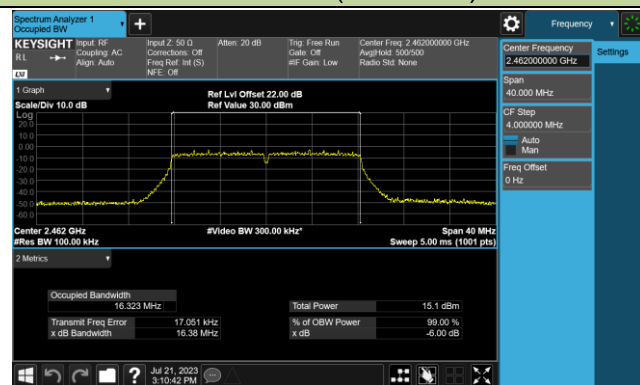 Spectrum Analyzer 1
Occupied BW
Frequency
KEYSIGHT
Input: RF
Coupling: AC
Align: Auto
Input Z: 50 Ω
Corrections: Off
Freq Ref: Int (S)
NFE: Off
Atten: 20 dB
Trig: Free Run
Gate: Off
#IF Gain: Low
Center Freq: 2.462000000 GHz
Avg|Hold: 500/500
Radio Std: None
RL
LXI
Center Frequency
2.462000000 GHz
Settings
Span
40.000 MHz
CF Step
4.000000 MHz
Auto
Man
Freq Offset
0 Hz
1 Graph
Scale/Div 10.0 dB
Ref Lvl Offset 22.00 dB
Ref Value 30.00 dBm
Log
20.0
10.0
0.00
-10.0
-20.0
-30.0
-40.0
-50.0
-60.0
Center 2.462 GHz
#Res BW 100.00 kHz
#Video BW 300.00 kHz*
Span 40 MHz
Sweep 5.00 ms (1001 pts)
2 Metrics
Occupied Bandwidth
16.323 MHz
Total Power 15.1 dBm
Transmit Freq Error 17.051 kHz
% of OBW Power 99.00 %
x dB Bandwidth 16.38 MHz
x dB -6.00 dB
?
Jul 21, 2023
3:10:42 PM